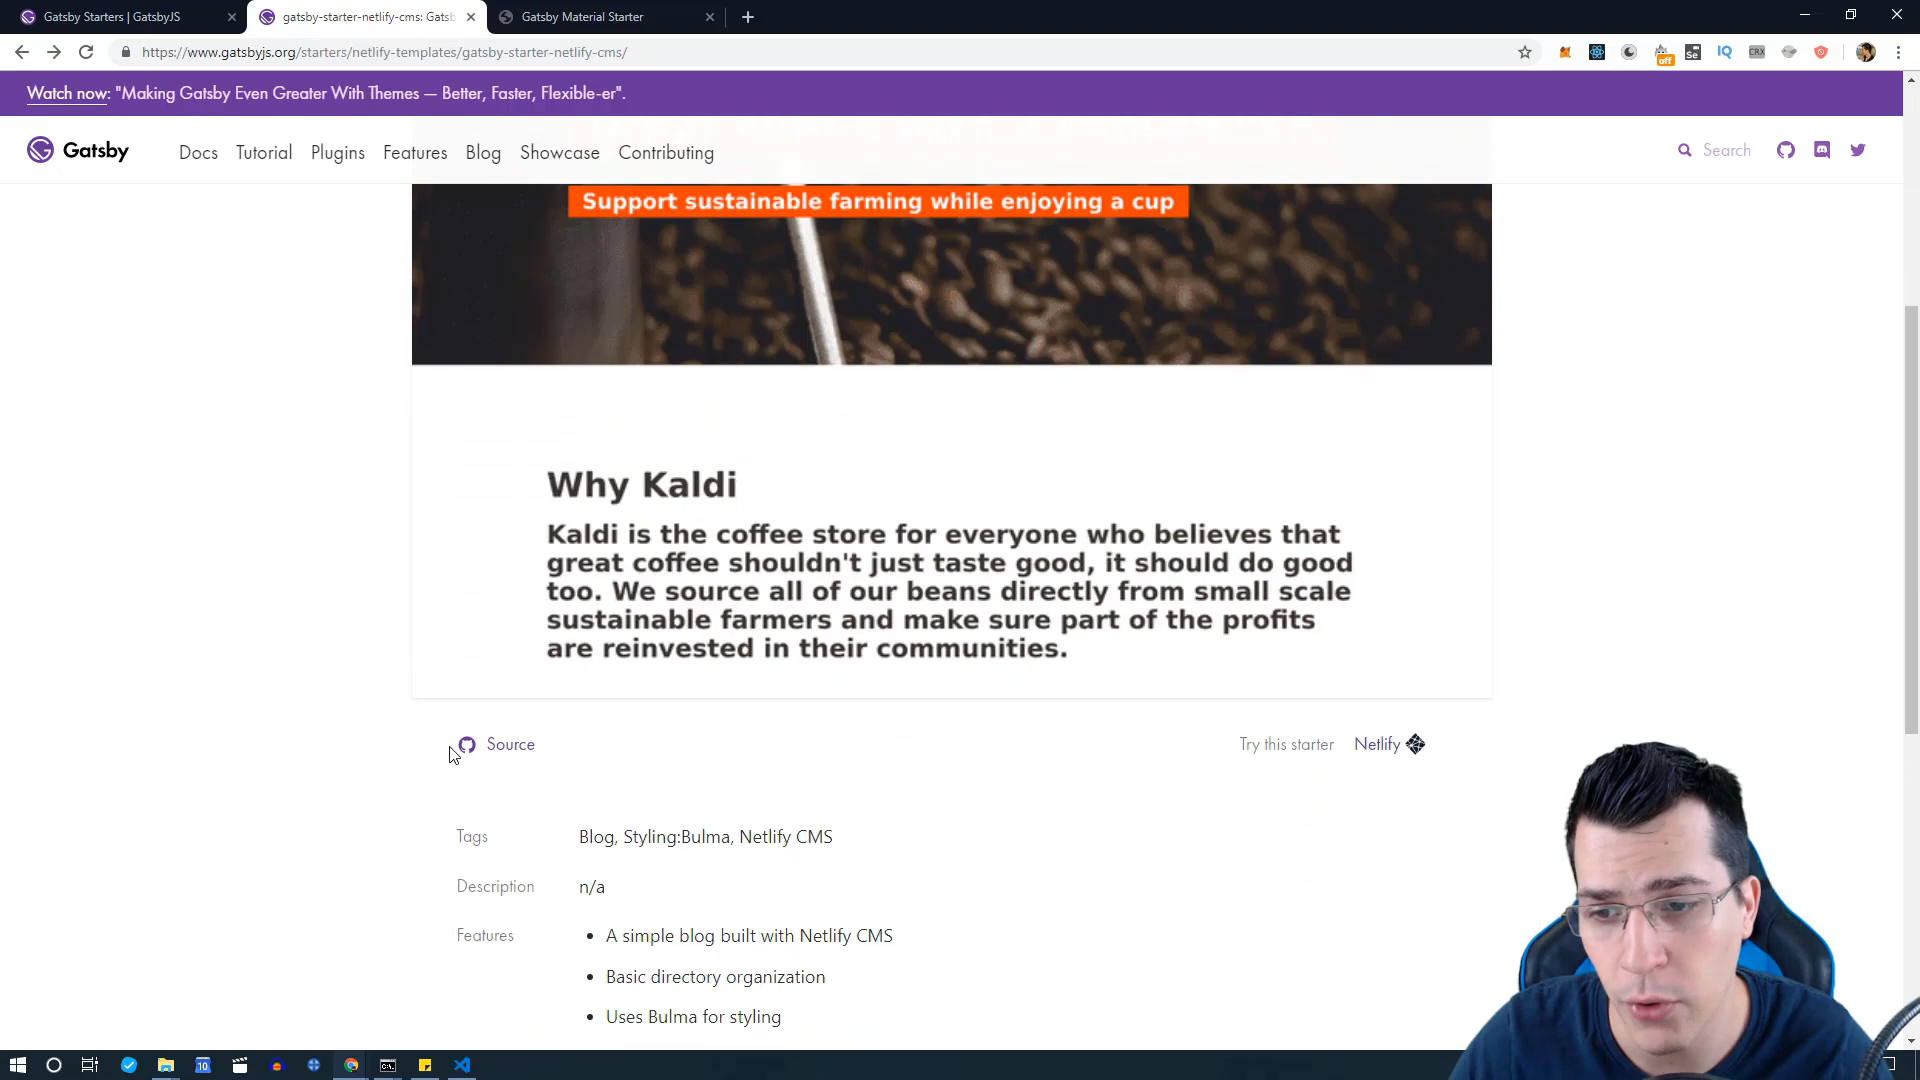 Gatsby Starters | GatsbyJS
gatsby-starter-netlify-cms: Gatsb
Gatsby Material Starter
https://www.gatsbyjs.org/starters/netlify-templates/gatsby-starter-netlify-cms/
off
Se
IQ
CRX
Watch now: "Making Gatsby Even Greater With Themes — Better, Faster, Flexible-er".
Gatsby
Docs Tutorial Plugins Features Blog Showcase Contributing
Search
Support sustainable farming while enjoying a cup
Why Kaldi
Kaldi is the coffee store for everyone who believes that
great coffee shouldn't just taste good, it should do good
too. We source all of our beans directly from small scale
sustainable farmers and make sure part of the profits
are reinvested in their communities.
Source
Try this starter Netlify
Tags Blog, Styling:Bulma, Netlify CMS
Description n/a
Features • A simple blog built with Netlify CMS
• Basic directory organization
• Uses Bulma for styling
10